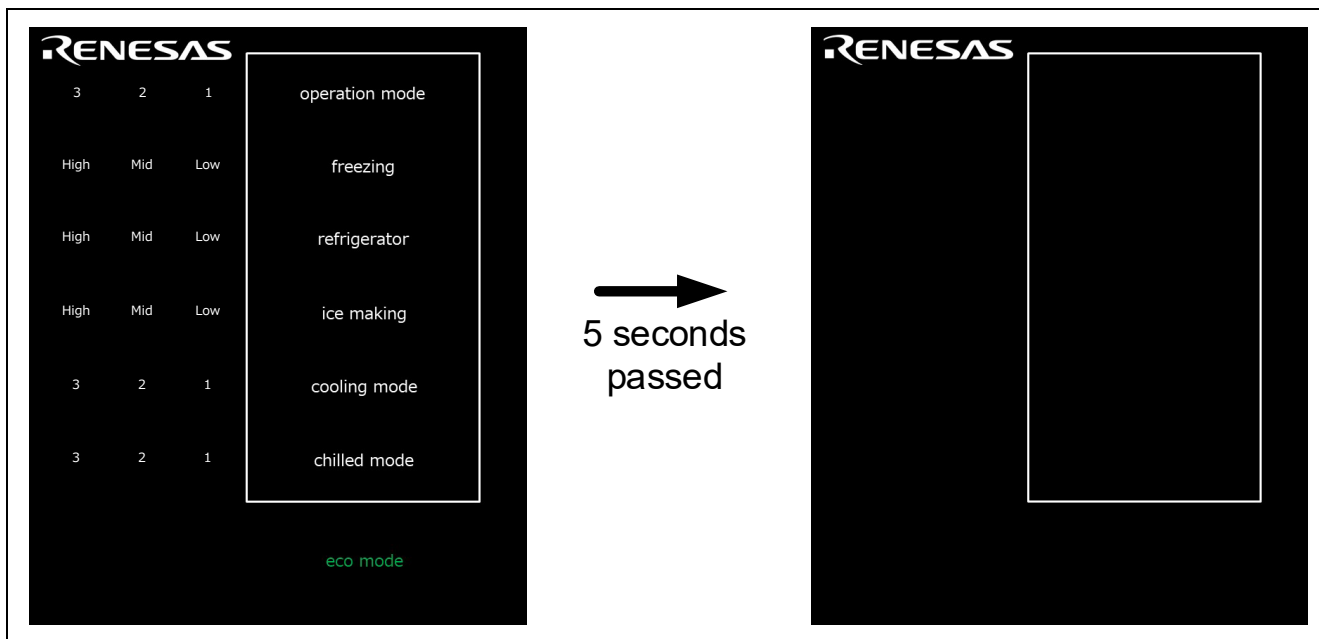 RENESAS
3 2 1 operation mode
High Mid Low freezing
High Mid Low refrigerator
High Mid Low ice making
3 2 1 cooling mode
3 2 1 chilled mode
eco mode
5 seconds
passed
RENESAS